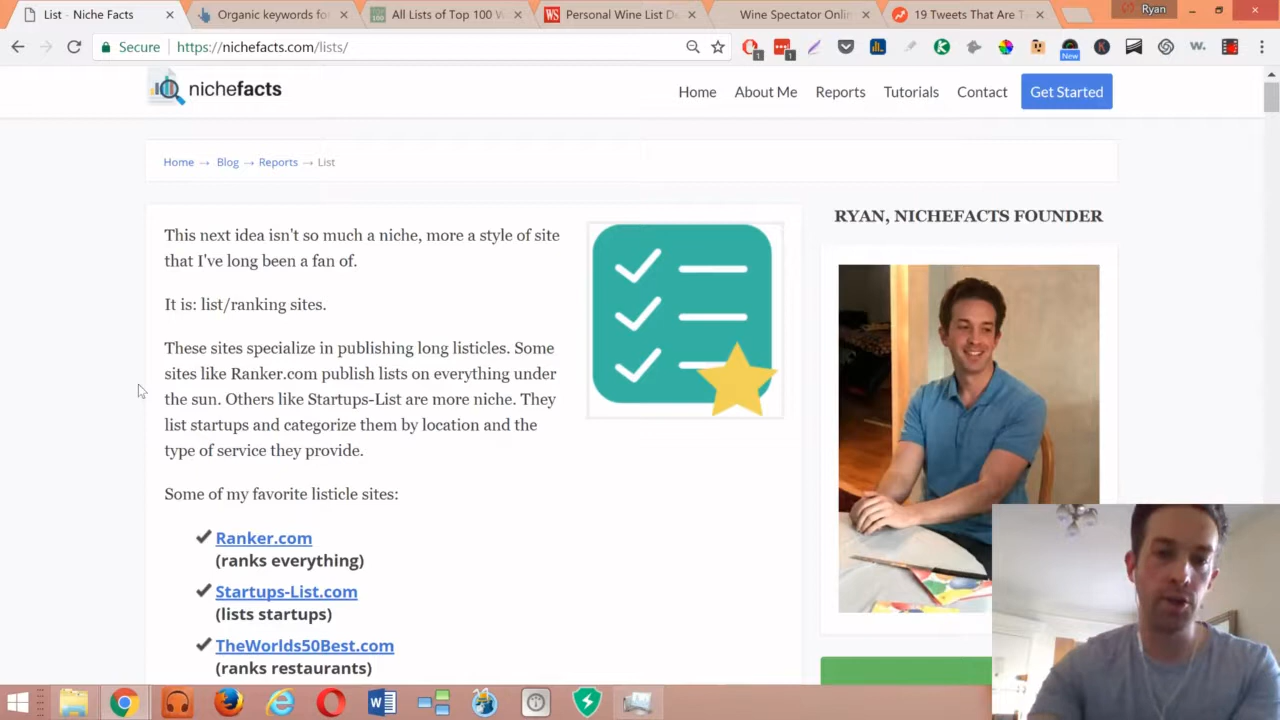 List - Niche Facts
Organic keywords fo
All Lists of Top 100 W
Personal Wine List De
Wine Spectator Onlin
19 Tweets That Are T
Ryan
Secure
https://nichefacts.com/lists/
1
1
New
w.
nichefacts
Home
About Me
Reports
Tutorials
Contact
Get Started
Home → Blog → Reports → List
This next idea isn't so much a niche, more a style of site
that I've long been a fan of.
It is: list/ranking sites.
These sites specialize in publishing long listicles. Some
sites like Ranker.com publish lists on everything under
the sun. Others like Startups-List are more niche. They
list startups and categorize them by location and the
type of service they provide.
Some of my favorite listicle sites:
Ranker.com
(ranks everything)
Startups-List.com
(lists startups)
TheWorlds50Best.com
(ranks restaurants)
RYAN, NICHEFACTS FOUNDER